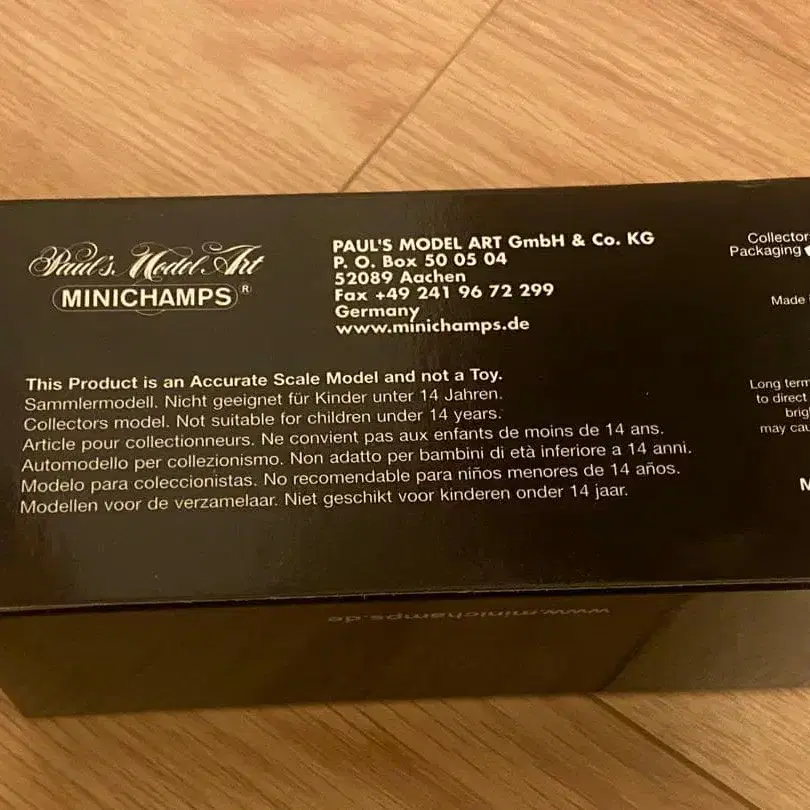 Paul's Model Art
MINICHAMPS®
PAUL'S MODEL ART GmbH & Co. KG
P. O. Box 50 05 04
52089 Aachen
Fax +49 241 96 72 299
Germany
www.minichamps.de
This Product is an Accurate Scale Model and not a Toy.
Sammlermodell. Nicht geeignet für Kinder unter 14 Jahren.
Collectors model. Not suitable for children under 14 years.
Article pour collectionneurs. Ne convient pas aux enfants de moins de 14 ans.
Automodello per collezionismo. Non adatto per bambini di età inferiore a 14 anni.
Modelo para coleccionistas. No recomendable para niños menores de 14 años.
Modellen voor de verzamelaar. Niet geschikt voor kinderen onder 14 jaar.
Collector
Packaging
Made
Long term
to direct
brig
may cau
M
www.minichamps.de